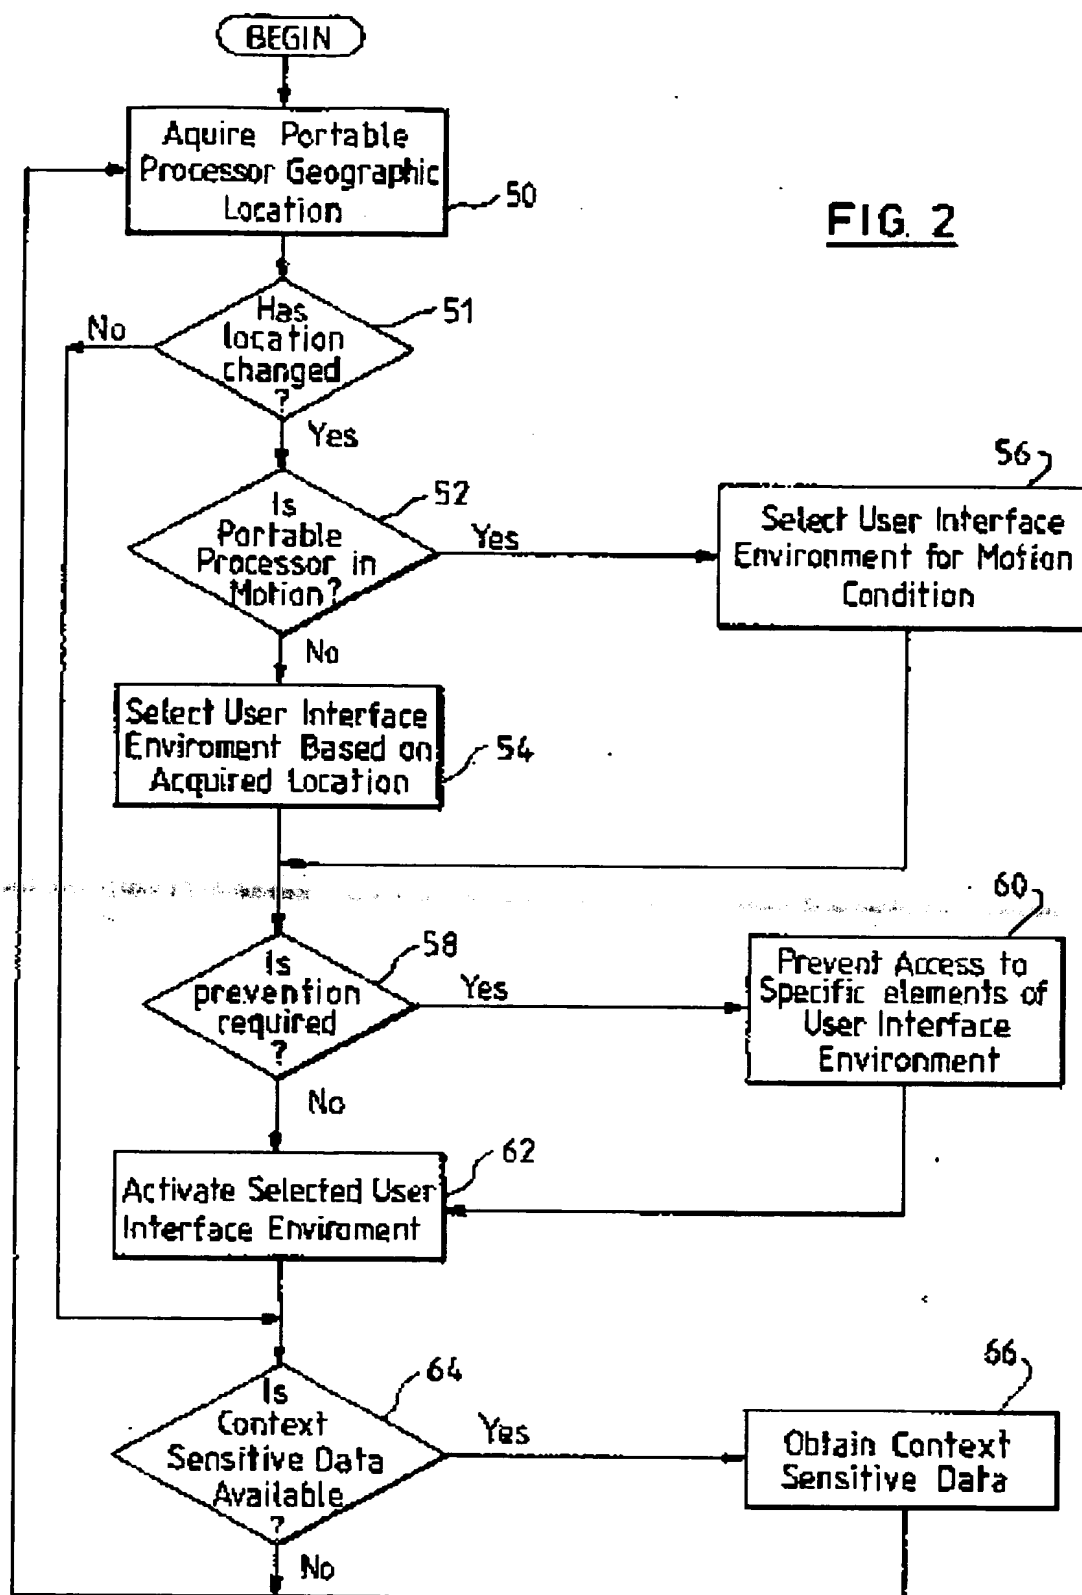 BEGIN
Aquire Portable
Processor Geographic
Location
50
FIG. 2
Has
location
changed
?
51
No
Yes
Is
Portable
Processor in
Motion?
52
Yes
No
56
Select User Interface
Environment for Motion
Condition
Select User Interface
Enviroment Based on
Acquired Location
54
Is
prevention
required
?
58
Yes
No
60
Prevent Access to
Specific elements of
User Interface
Environment
Activate Selected User
Interface Enviroment
62
Is
Context
Sensitive Data
Available
?
64
Yes
No
66
Obtain Context
Sensitive Data